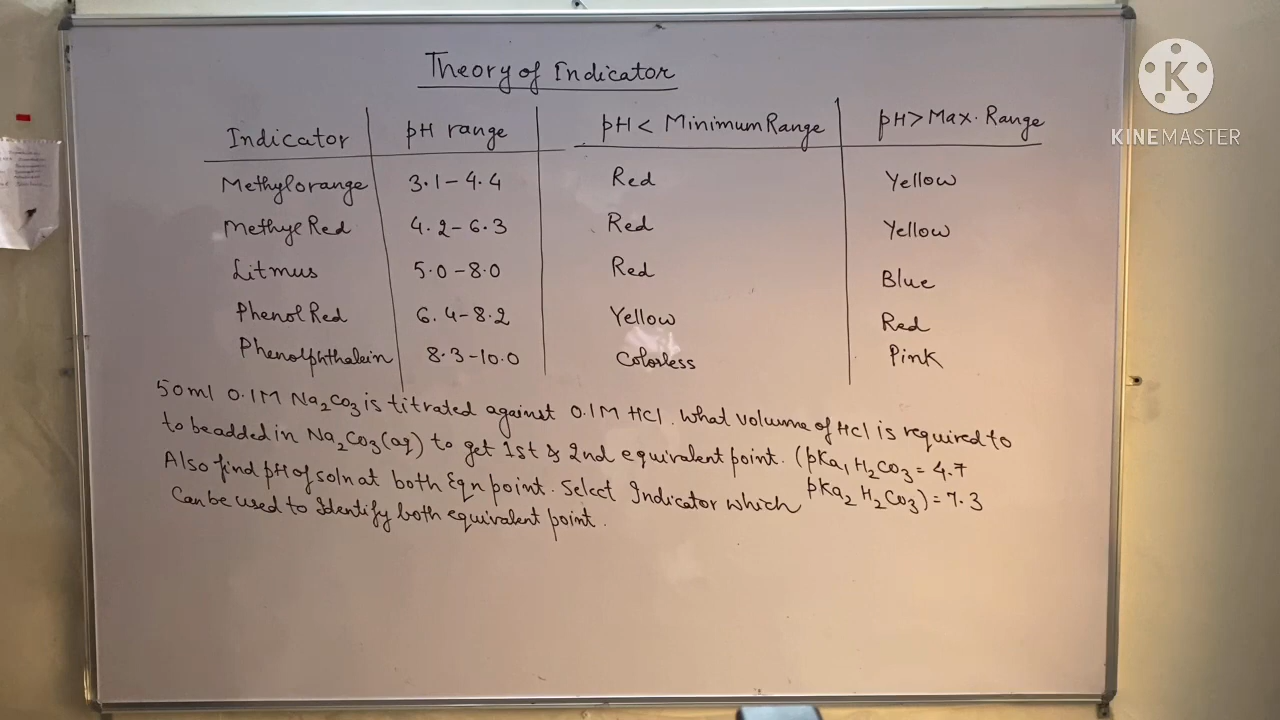 Theory of Indicator
Indicator pH range pH < Minimum Range pH > Max. Range
Methylorange 3.1 - 4.4 Red Yellow
Methyl Red 4.2 - 6.3 Red Yellow
Litmus 5.0 - 8.0 Red Blue
Phenol Red 6.4 - 8.2 Yellow Red
Phenolphthalein 8.3 - 10.0 Colorless Pink
50ml 0.1M Na2CO3 is titrated against 0.1M HCl. What volume of HCl is required to
to be added in Na2CO3(aq) to get 1st & 2nd equivalent point. (pKa1 H2CO3 = 4.7
Also find pH of soln at both Eqn point. Select Indicator which pKa2 H2CO3) = 7.3
Can be used to Identify both equivalent point.
K
KINEMASTER